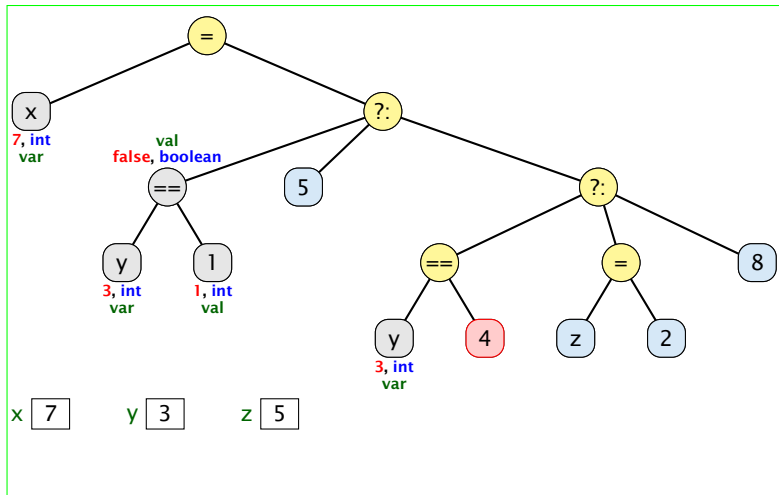 =
x
7, int
var
?:
val
false, boolean
==
5
?:
y
3, int
var
1
1, int
val
==
=
8
y
3, int
var
4
z
2
x 7 y 3 z 5